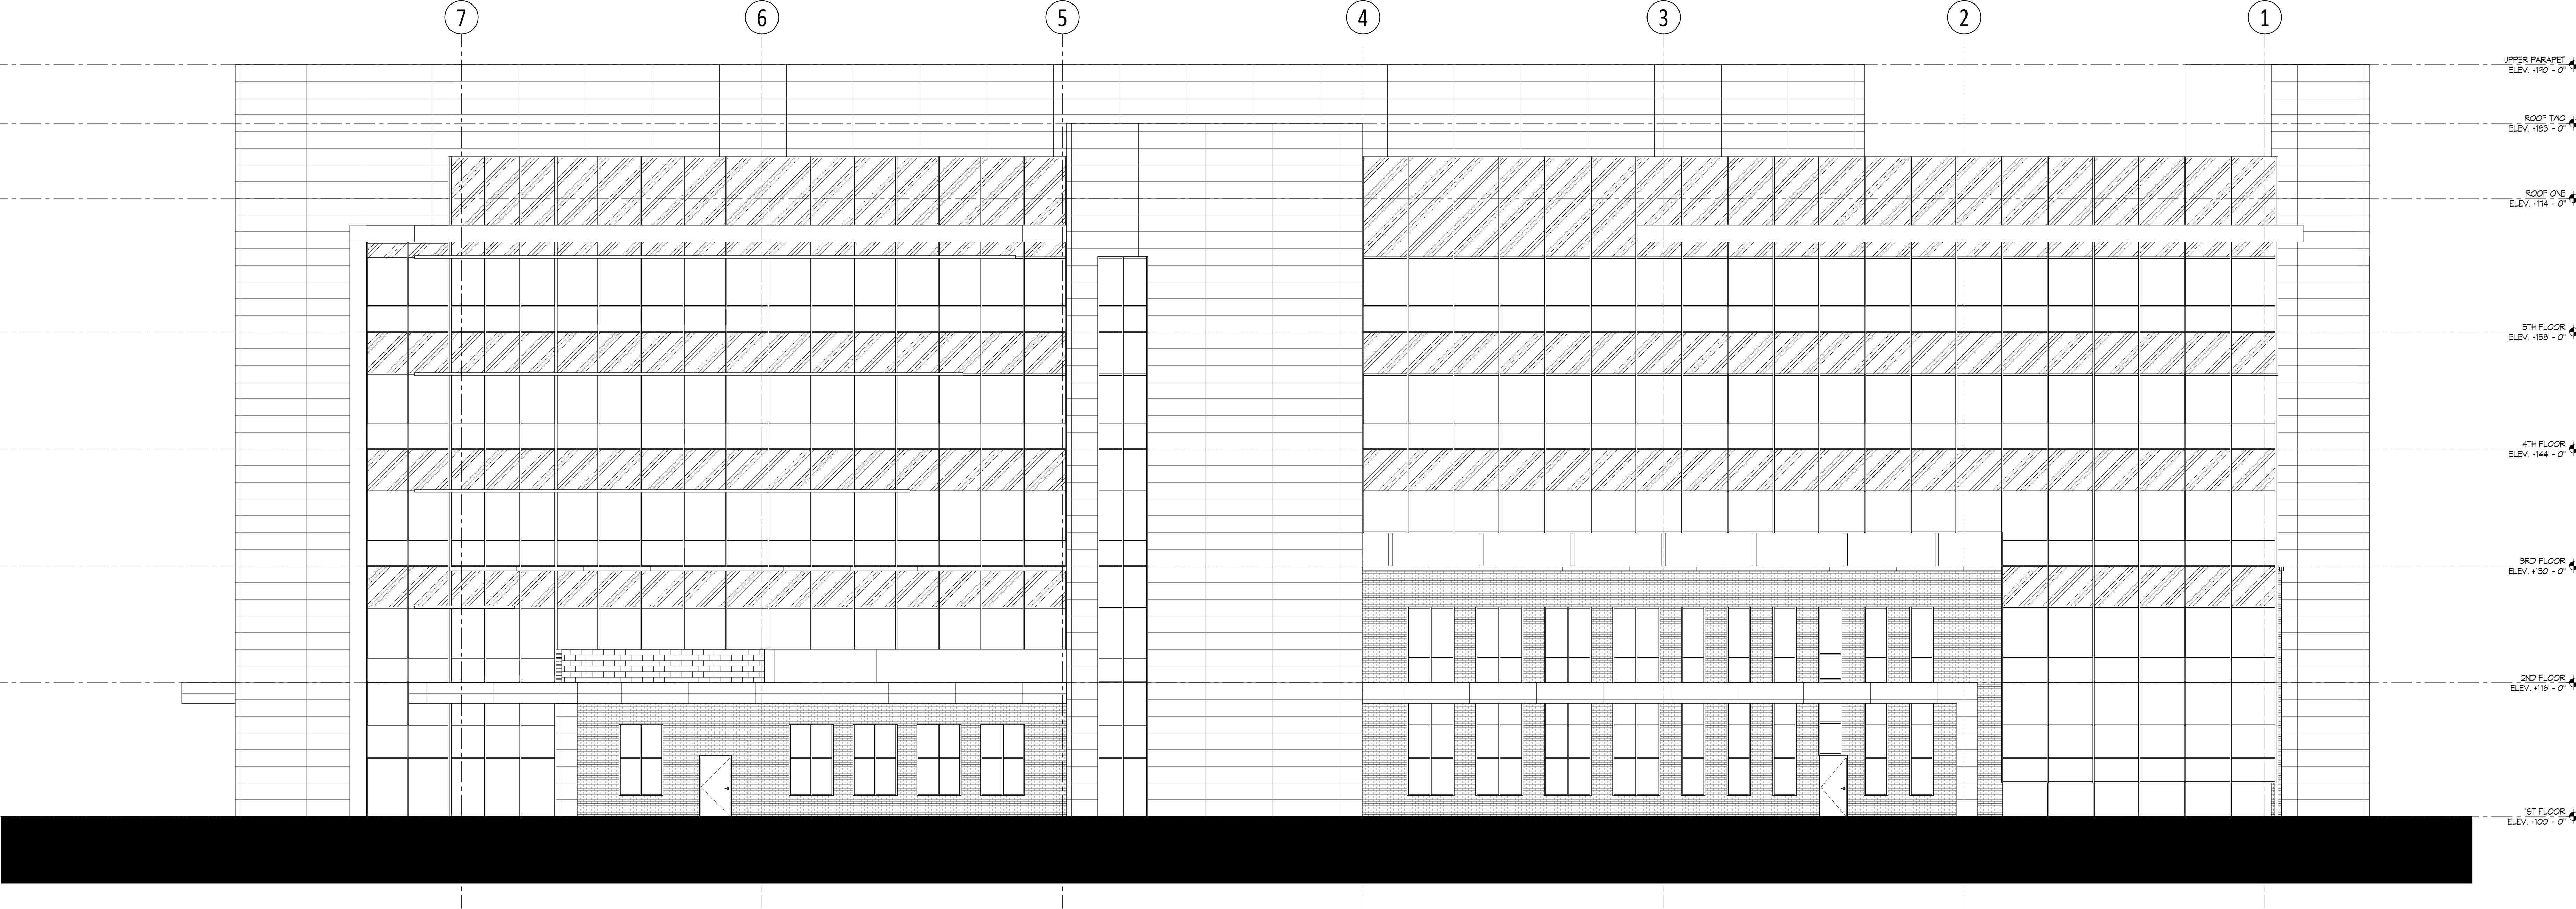 7 6 5 4 3 2 1
UPPER PARAPET
ELEV. +190' - 0"
ROOF TWO
ELEV. +183' - 0"
ROOF ONE
ELEV. +174' - 0"
5TH FLOOR
ELEV. +158' - 0"
4TH FLOOR
ELEV. +144' - 0"
3RD FLOOR
ELEV. +130' - 0"
2ND FLOOR
ELEV. +116' - 0"
1ST FLOOR
ELEV. +100' - 0"